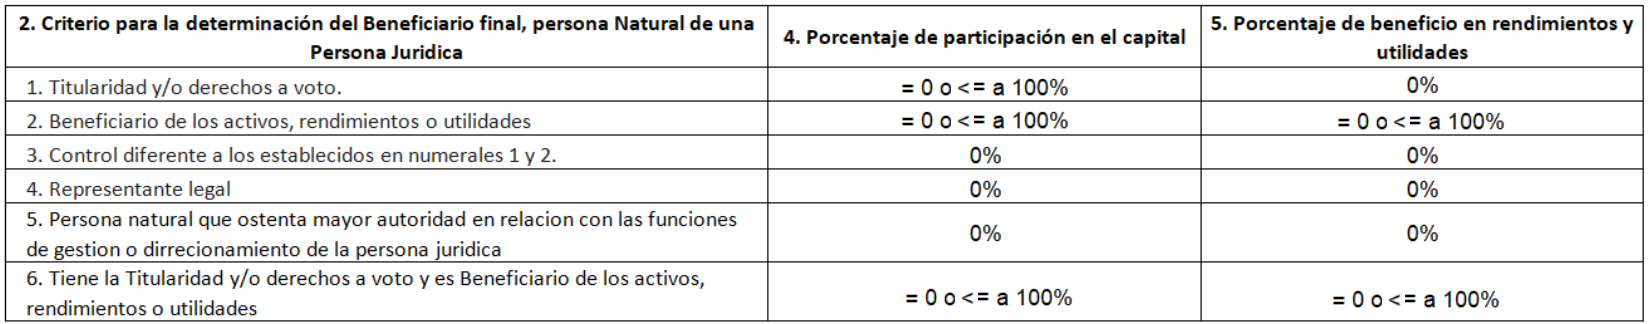 2. Criterio para la determinación del Beneficiario final, persona Natural de una
Persona Juridica
4. Porcentaje de participación en el capital
5. Porcentaje de beneficio en rendimientos y
utilidades
1. Titularidad y/o derechos a voto.
= 0 o <= a 100%
0%
2. Beneficiario de los activos, rendimientos o utilidades
= 0 o <= a 100%
= 0 o <= a 100%
3. Control diferente a los establecidos en numerales 1 y 2.
0%
0%
4. Representante legal
0%
0%
5. Persona natural que ostenta mayor autoridad en relacion con las funciones
de gestion o dirrecionamiento de la persona juridica
0%
0%
6. Tiene la Titularidad y/o derechos a voto y es Beneficiario de los activos,
rendimientos o utilidades
= 0 o <= a 100%
= 0 o <= a 100%